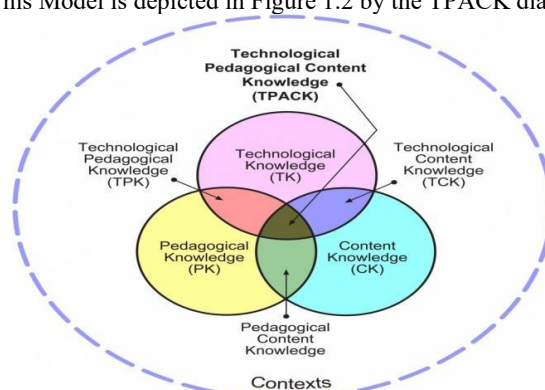 his Model is depicted in Figure 1.2 by the TPACK dia
Technological
Pedagogical Content
Knowledge
(TPACK)
Technological
Pedagogical
Knowledge
(TPK)
Technological
Knowledge
(TK)
Technological
Content
Knowledge
(TCK)
Pedagogical
Knowledge
(PK)
Content
Knowledge
(CK)
Pedagogical
Content
Knowledge
Contexts